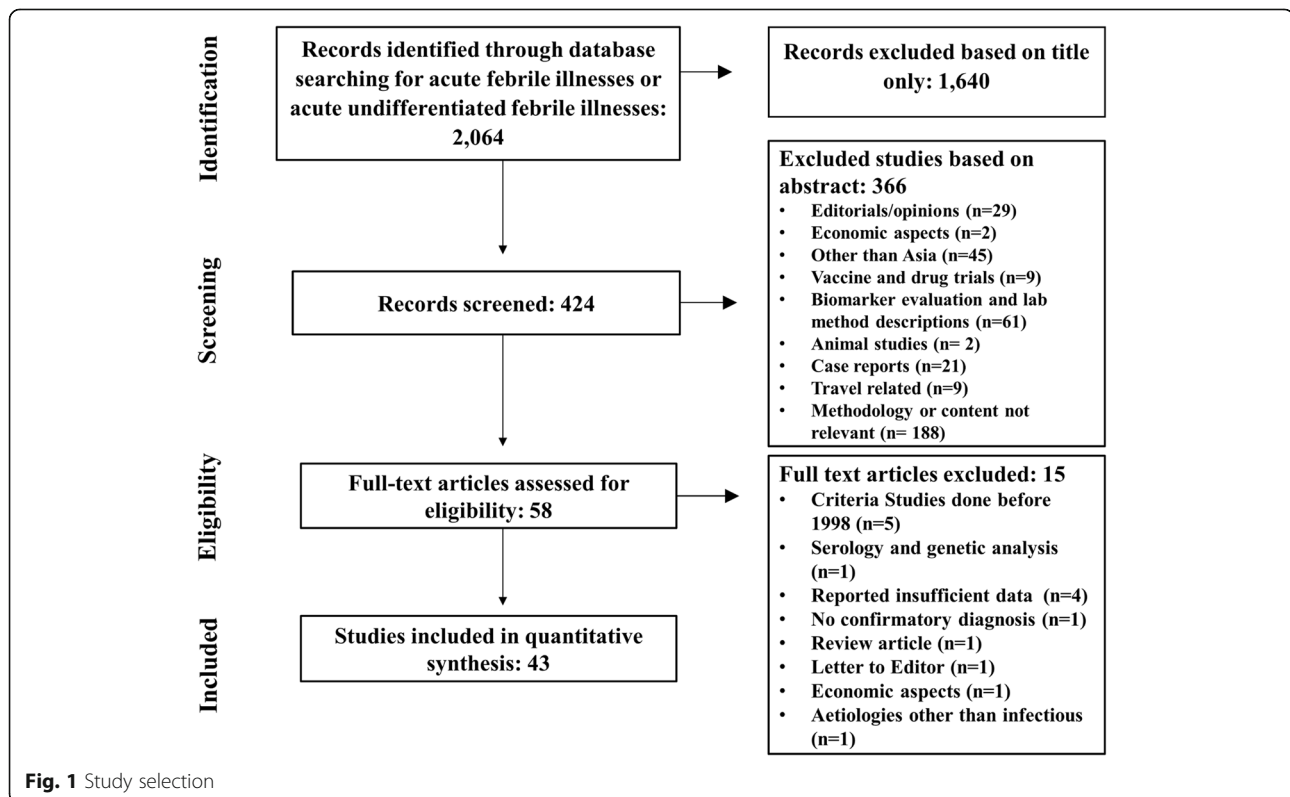 Identification
Records identified through database
searching for acute febrile illnesses or
acute undifferentiated febrile illnesses:
2,064
Records excluded based on title
only: 1,640
Screening
Records screened: 424
Excluded studies based on
abstract: 366
• Editorials/opinions (n=29)
• Economic aspects (n=2)
• Other than Asia (n=45)
• Vaccine and drug trials (n=9)
• Biomarker evaluation and lab
method descriptions (n=61)
• Animal studies (n= 2)
• Case reports (n=21)
• Travel related (n=9)
• Methodology or content not
relevant (n= 188)
Eligibility
Full-text articles assessed for
eligibility: 58
Full text articles excluded: 15
• Criteria Studies done before
1998 (n=5)
• Serology and genetic analysis
(n=1)
• Reported insufficient data (n=4)
• No confirmatory diagnosis (n=1)
• Review article (n=1)
• Letter to Editor (n=1)
• Economic aspects (n=1)
• Aetiologies other than infectious
(n=1)
Included
Studies included in quantitative
synthesis: 43
Fig. 1 Study selection